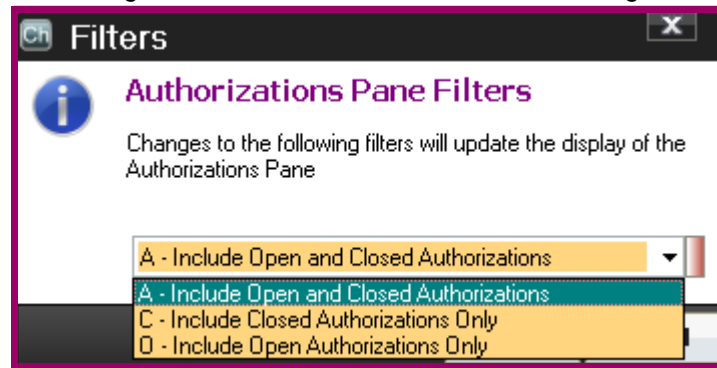 Ch Filters
X
Authorizations Pane Filters
Changes to the following filters will update the display of the
Authorizations Pane
A - Include Open and Closed Authorizations
A - Include Open and Closed Authorizations
C - Include Closed Authorizations Only
O - Include Open Authorizations Only